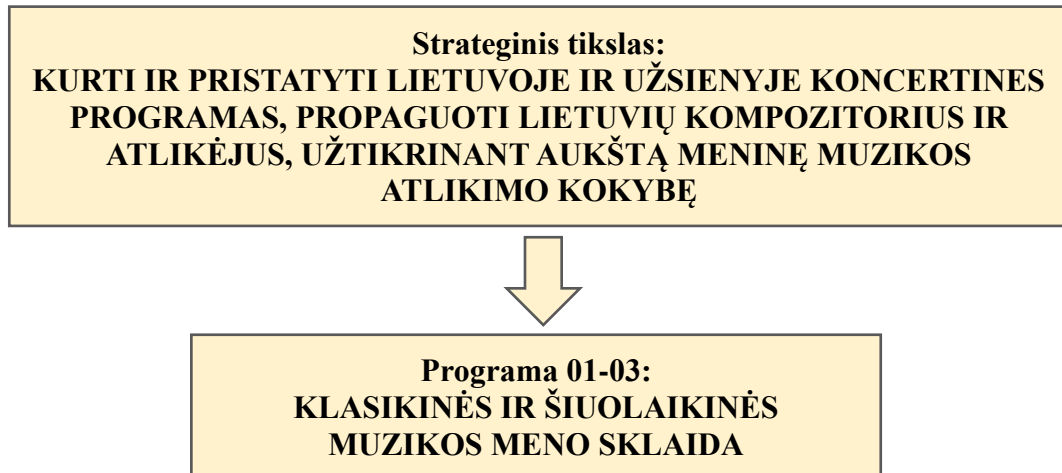 Strateginis tikslas:
KURTI IR PRISTATYTI LIETUVOJE IR UŽSIENYJE KONCERTINES
PROGRAMAS, PROPAGUOTI LIETUVIŲ KOMPOZITORIUS IR
ATLIKĖJUS, UŽTIKRINANT AUKŠTĄ MENINĘ MUZIKOS
ATLIKIMO KOKYBĘ
Programa 01-03:
KLASIKINĖS IR ŠIUOLAIKINĖS
MUZIKOS MENO SKLAIDA